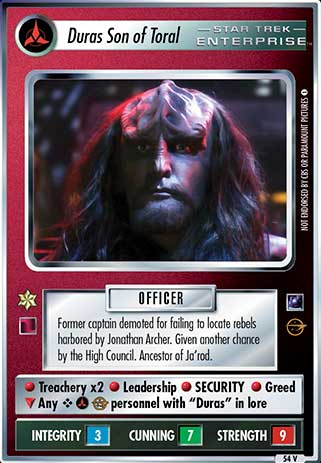 Duras Son of Toral
STAR TREK
ENTERPRISE™
NOT ENDORSED BY CBS OR PARAMOUNT PICTURES
OFFICER
Former captain demoted for failing to locate rebels
harbored by Jonathan Archer. Given another chance
by the High Council. Ancestor of Ja'rod.
Treachery x2 Leadership SECURITY Greed
Any personnel with "Duras" in lore
INTEGRITY 3 CUNNING 7 STRENGTH 9
54 V